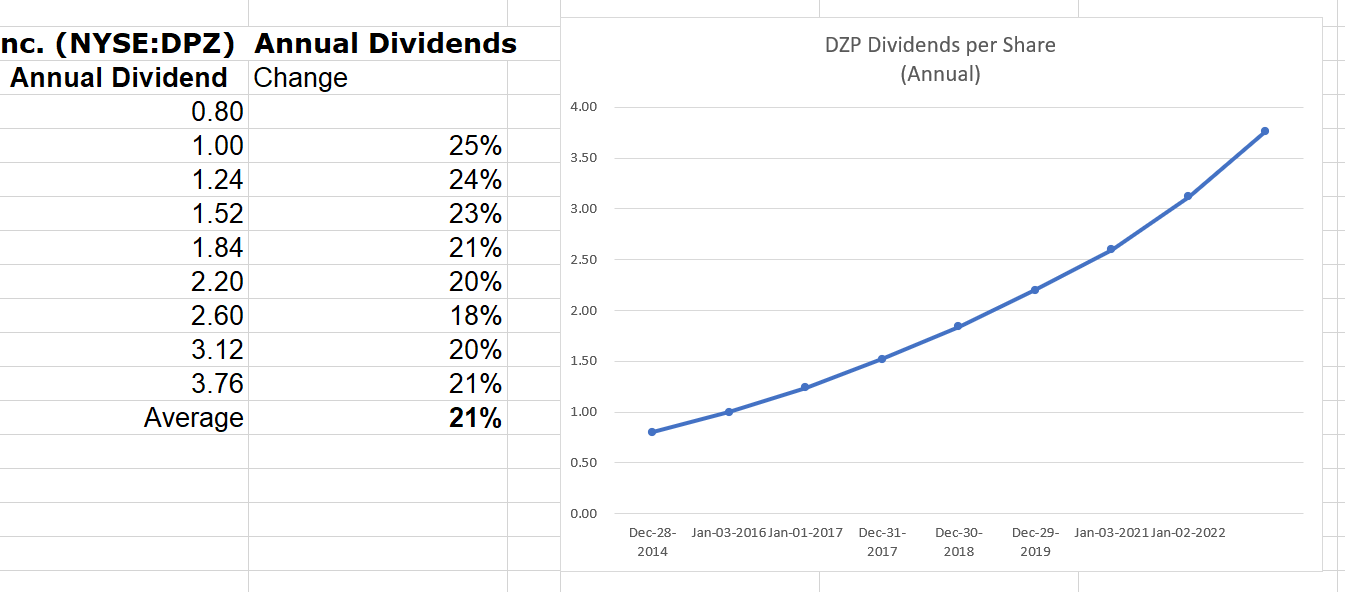 nc. (NYSE:DPZ) Annual Dividends
Annual Dividend Change
0.80
1.00 25%
1.24 24%
1.52 23%
1.84 21%
2.20 20%
2.60 18%
3.12 20%
3.76 21%
Average 21%
DZP Dividends per Share
(Annual)
4.00
3.50
3.00
2.50
2.00
1.50
1.00
0.50
0.00
Dec-28-2014
Jan-03-2016
Jan-01-2017
Dec-31-2017
Dec-30-2018
Dec-29-2019
Jan-03-2021
Jan-02-2022